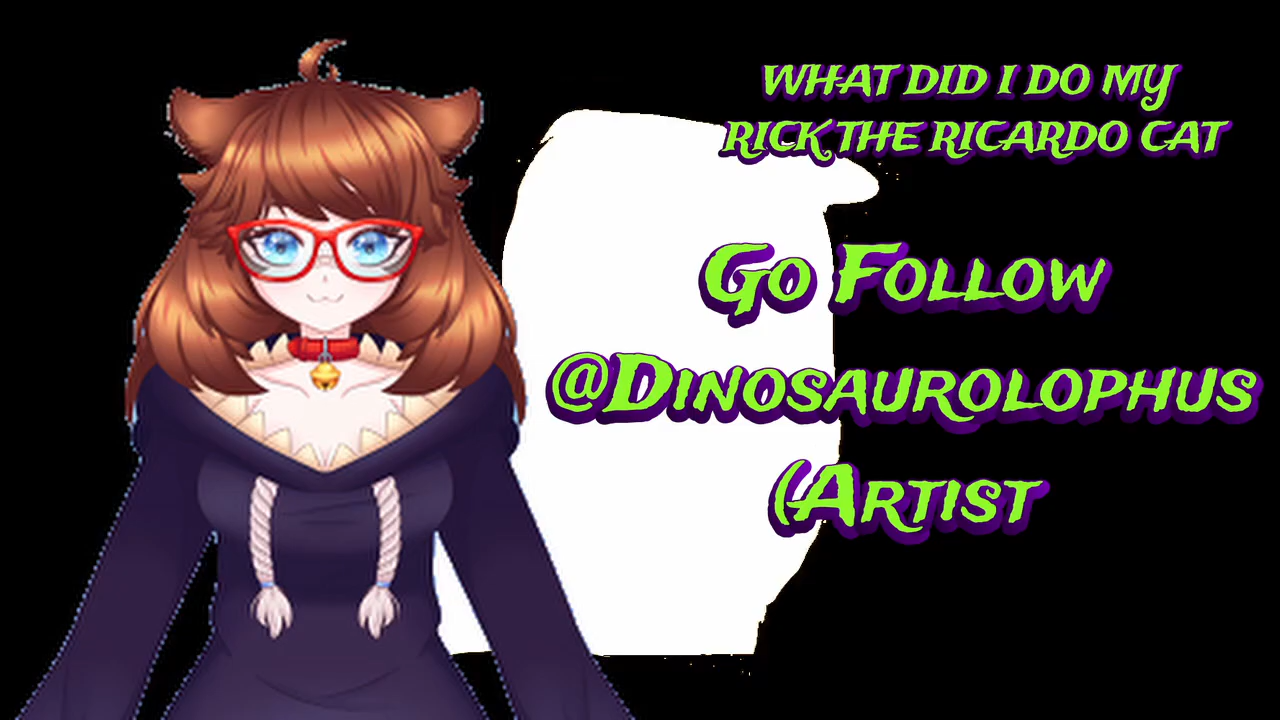 WHAT DID I DO MY
RICK THE RICARDO CAT
Go Follow
@Dinosaurolophus
(Artist